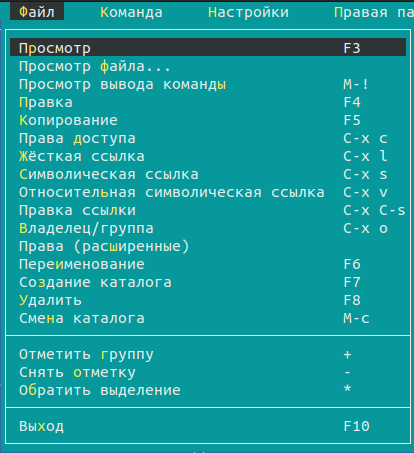 Файл Команда Настройки Правая па
Просмотр F3
Просмотр файла...
Просмотр вывода команды M-!
Правка F4
Копирование F5
Права доступа C-x c
Жёсткая ссылка C-x l
Символическая ссылка C-x s
Относительная символическая ссылка C-x v
Правка ссылки C-x C-s
Владелец/группа C-x o
Права (расширенные)
Переименование F6
Создание каталога F7
Удалить F8
Смена каталога M-c
Отметить группу +
Снять отметку -
Обратить выделение *
Выход F10